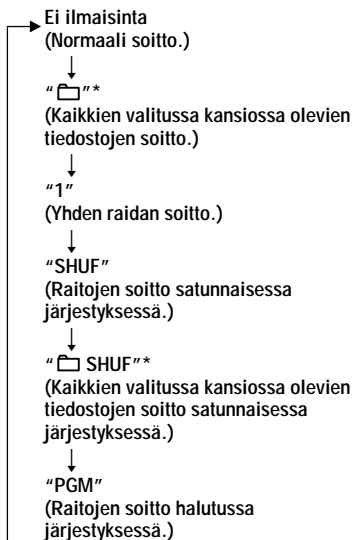 Ei ilmaisinta
(Normaali soitto.)
“ ”*
(Kaikkien valitussa kansiossa olevien
tiedostojen soitto.)
“1”
(Yhden raidan soitto.)
“SHUF”
(Raitojen soitto satunnaisessa
järjestyksessä.)
“ SHUF”*
(Kaikkien valitussa kansiossa olevien
tiedostojen soitto satunnaisessa
järjestyksessä.)
“PGM”
(Raitojen soitto halutussa
järjestyksessä.)